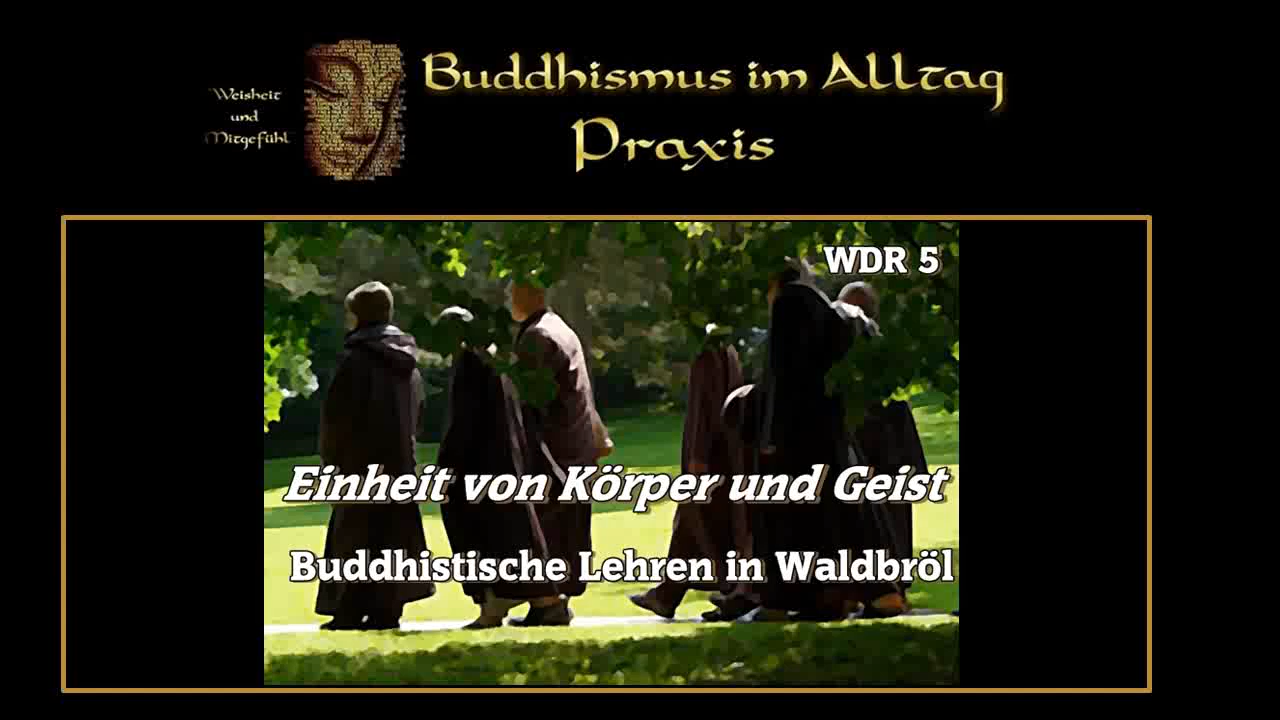 Buddhismus im Alltag
Praxis
Weisheit
und
Mitgefühl
WDR 5
Einheit von Körper und Geist
Buddhistische Lehren in Waldbröl